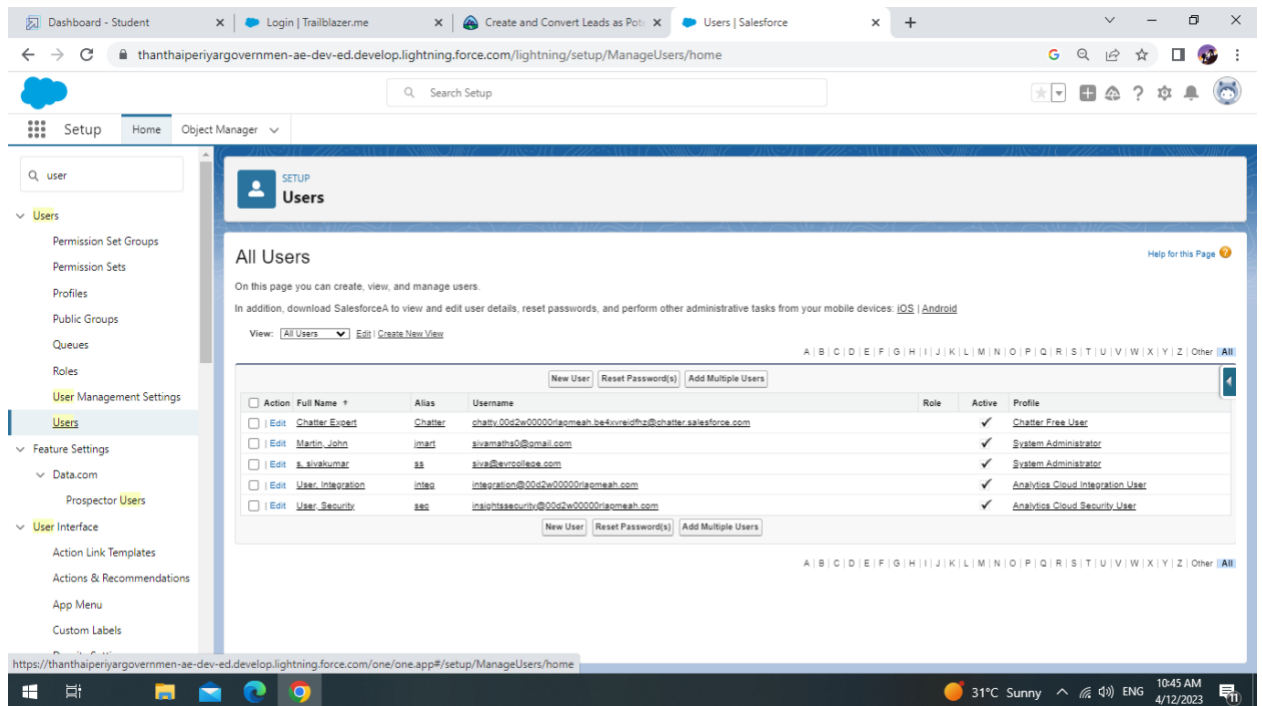 Dashboard - Student
Login | Trailblazer.me
Create and Convert Leads as Pote
Users | Salesforce
thanthaiperiyargovernmen-ae-dev-ed.develop.lightning.force.com/lightning/setup/ManageUsers/home
Search Setup
Setup Home Object Manager
user
Users
Permission Set Groups
Permission Sets
Profiles
Public Groups
Queues
Roles
User Management Settings
Users
Feature Settings
Data.com
Prospector Users
User Interface
Action Link Templates
Actions & Recommendations
App Menu
Custom Labels
SETUP
Users
All Users
Help for this Page
On this page you can create, view, and manage users.
In addition, download SalesforceA to view and edit user details, reset passwords, and perform other administrative tasks from your mobile devices: iOS | Android
View: All Users Edit | Create New View
A | B | C | D | E | F | G | H | I | J | K | L | M | N | O | P | Q | R | S | T | U | V | W | X | Y | Z | Other All
New User Reset Password(s) Add Multiple Users
Action Full Name ↑ Alias Username Role Active Profile
| Edit Chatter Expert Chatter chatty.00d2w00000rlapmeah.be4xvreidfhz@chatter.salesforce.com ✓ Chatter Free User
| Edit Martin, John jmart sivamaths0@gmail.com ✓ System Administrator
| Edit s, sivakumar ss siva@evrcollege.com ✓ System Administrator
| Edit User, Integration integ integration@00d2w00000rlapmeah.com ✓ Analytics Cloud Integration User
| Edit User, Security sec insightssecurity@00d2w00000rlapmeah.com ✓ Analytics Cloud Security User
New User Reset Password(s) Add Multiple Users
A | B | C | D | E | F | G | H | I | J | K | L | M | N | O | P | Q | R | S | T | U | V | W | X | Y | Z | Other All
https://thanthaiperiyargovernmen-ae-dev-ed.develop.lightning.force.com/one/one.app#/setup/ManageUsers/home
31°C Sunny
ENG
10:45 AM
4/12/2023
11